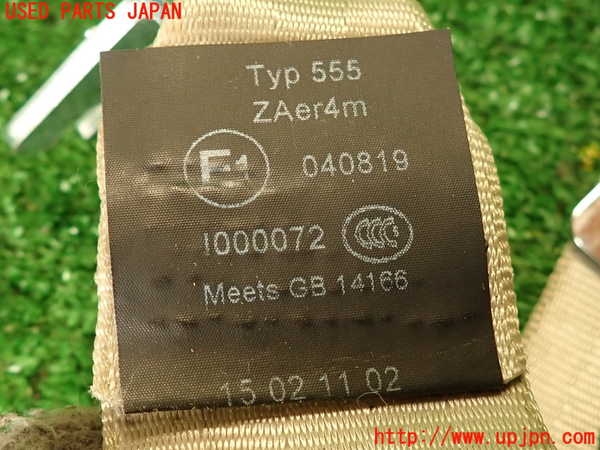 USED PARTS JAPAN
Typ 555
ZAer4m
E1 040819
I000072 CCC
Meets GB 14166
15 02 11 02
http://www.upjpn.com